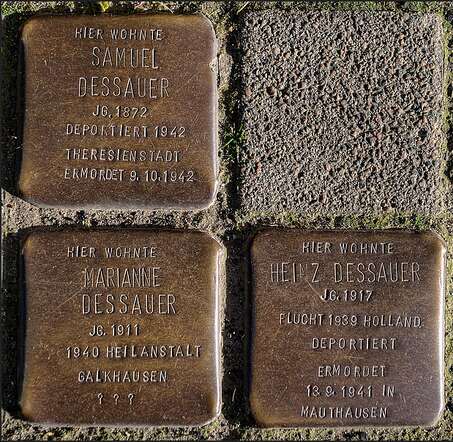 HIER WOHNTE
SAMUEL
DESSAUER
JG. 1872
DEPORTIERT 1942
THERESIENSTADT
ERMORDET 9.10.1942
HIER WOHNTE
MARIANNE
DESSAUER
JG. 1911
1940 HEILANSTALT
GALKHAUSEN
? ? ?
HIER WOHNTE
HEINZ DESSAUER
JG. 1917
FLUCHT 1939 HOLLAND
DEPORTIERT
ERMORDET
18.9.1941 IN
MAUTHAUSEN